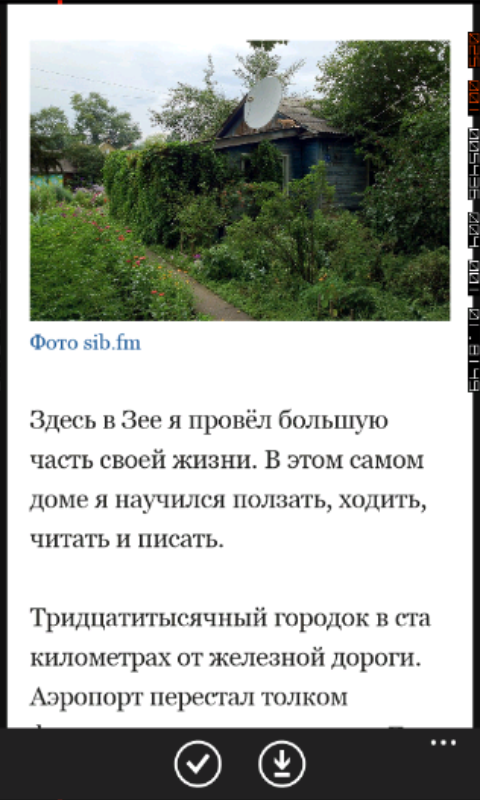 Фото sib.fm
Здесь в Зее я провёл большую
часть своей жизни. В этом самом
доме я научился ползать, ходить,
читать и писать.
Тридцатитысячный городок в ста
километрах от железной дороги.
Аэропорт перестал толком